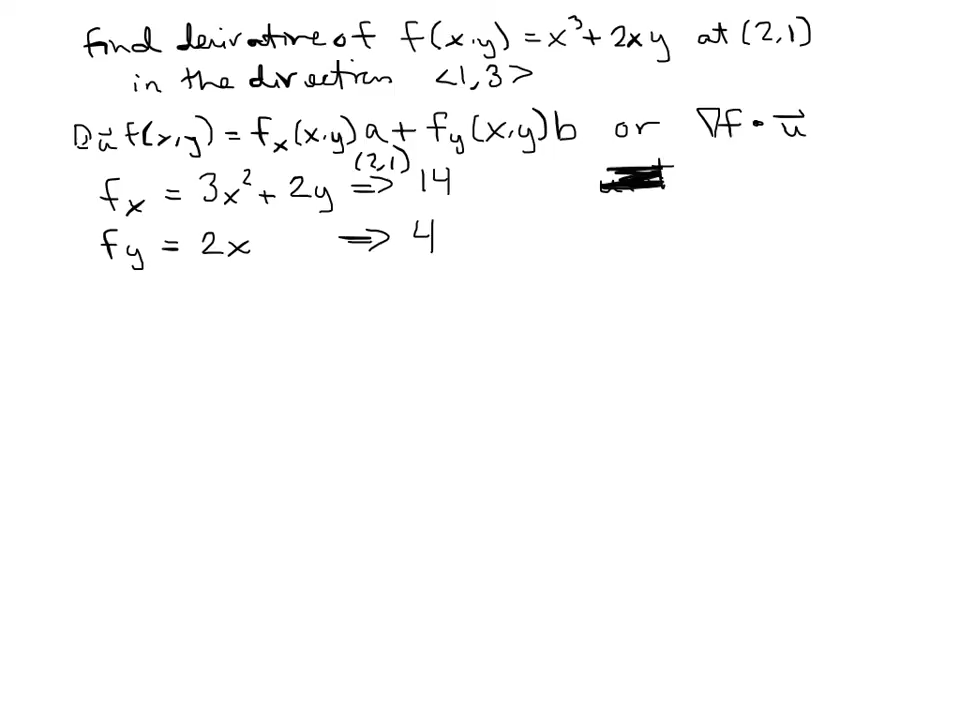 find derivative of f(x,y) = x³ + 2xy at (2,1)
in the direction <1,3>
D_u⃗ f(x,y) = f_x(x,y)a + f_y(x,y)b or ∇f • u⃗
(2,1)
f_x = 3x² + 2y => 14
f_y = 2x => 4